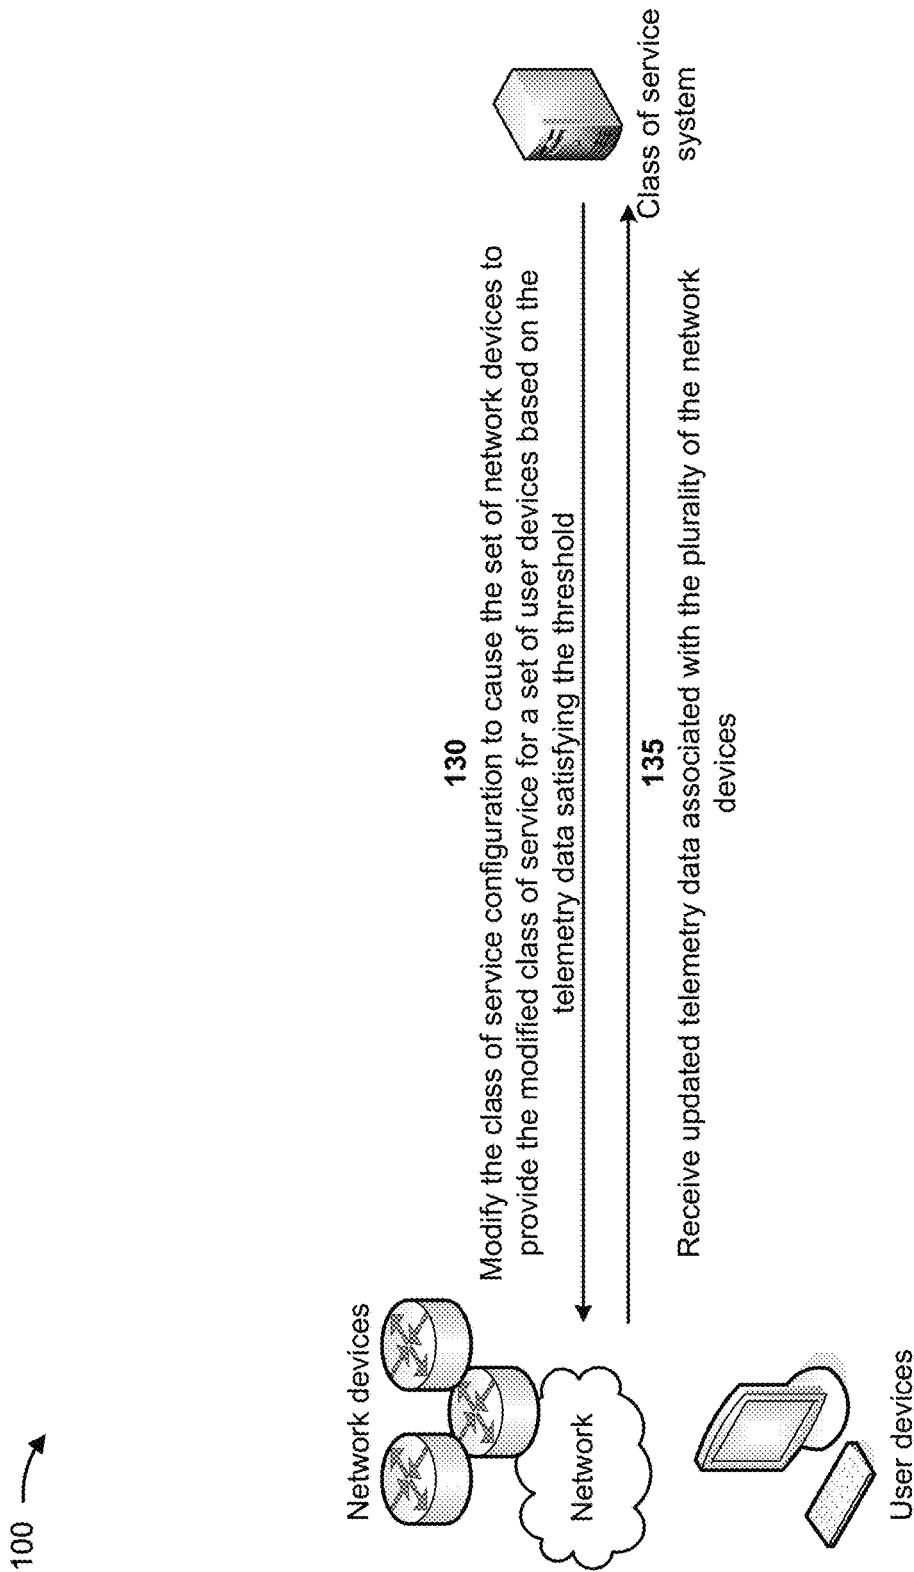 100
Network devices
130
Modify the class of service configuration to cause the set of network devices to
provide the modified class of service for a set of user devices based on the
telemetry data satisfying the threshold
Network
Class of service
system
135
Receive updated telemetry data associated with the plurality of the network
devices
User devices